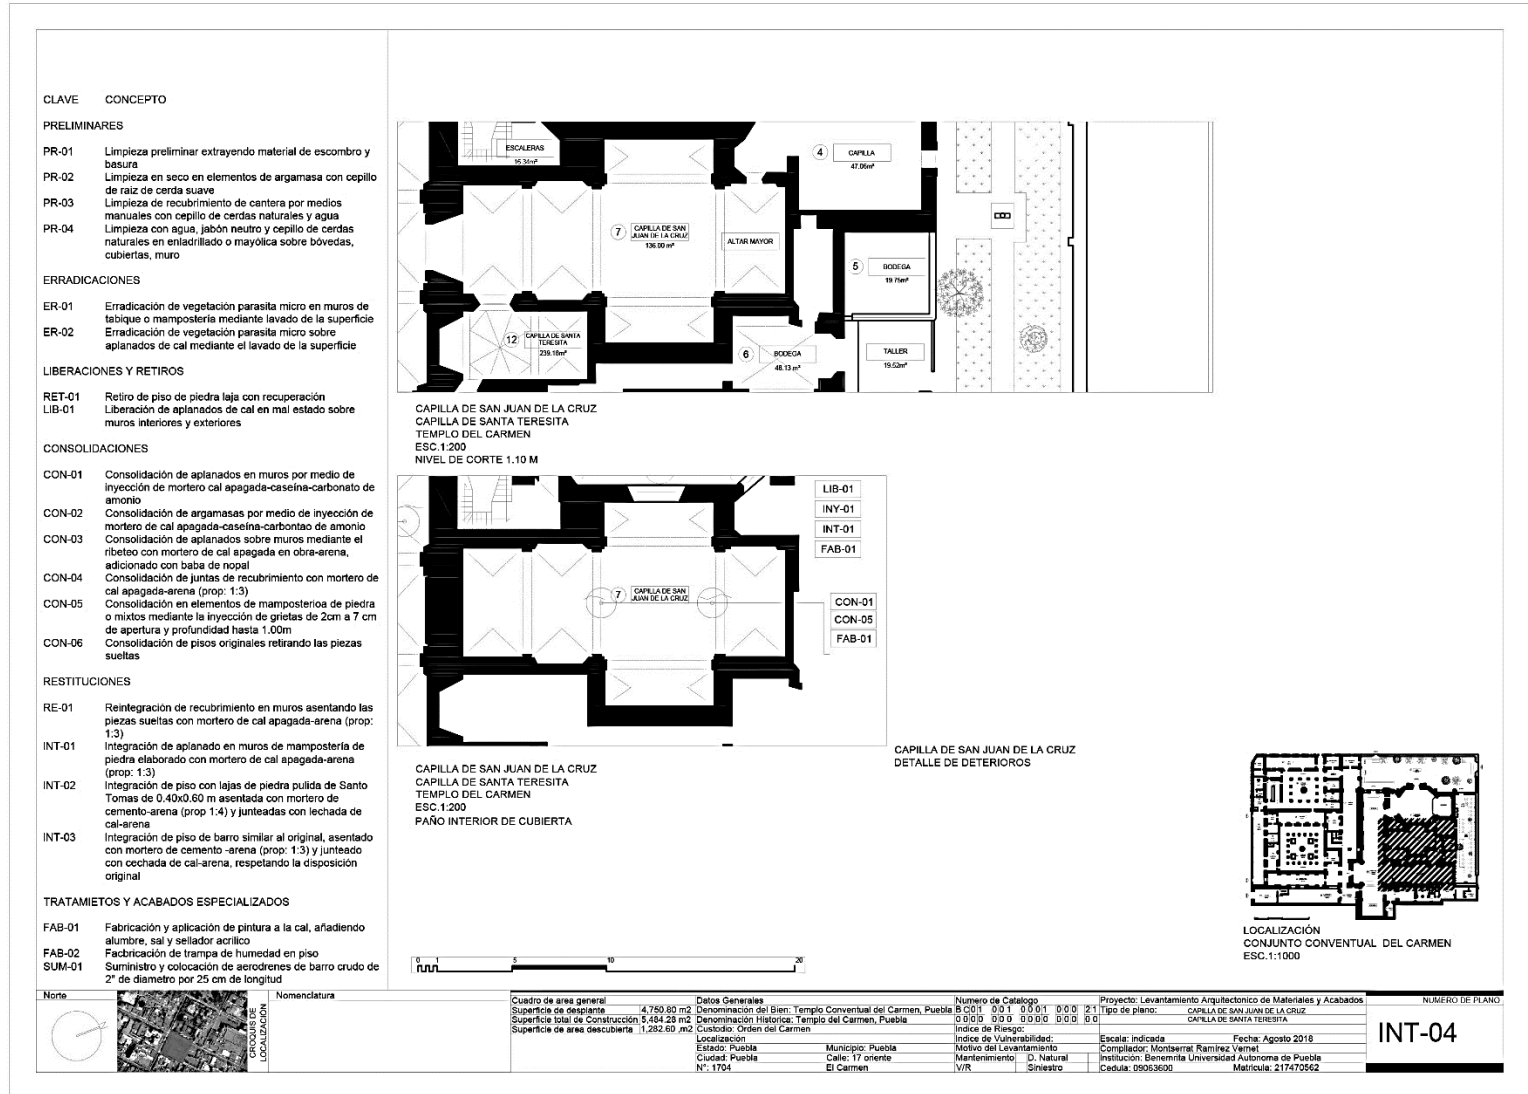 CLAVE CONCEPTO
PRELIMINARES
PR-01 Limpieza preliminar extrayendo material de escombro y
basura
PR-02 Limpieza en seco en elementos de argamasa con cepillo
de raiz de cerda suave
PR-03 Limpieza de recubrimiento de cantera por medios
manuales con cepillo de cerdas naturales y agua
PR-04 Limpieza con agua, jabón neutro y cepillo de cerdas
naturales en enladrillado o mayólica sobre bóvedas,
cubiertas, muro
ERRADICACIONES
ER-01 Erradicación de vegetación parasita micro en muros de
tabique o mampostería mediante lavado de la superficie
ER-02 Erradicación de vegetación parasita micro sobre
aplanados de cal mediante el lavado de la superficie
LIBERACIONES Y RETIROS
RET-01 Retiro de piso de piedra laja con recuperación
LIB-01 Liberación de aplanados de cal en mal estado sobre
muros interiores y exteriores
CONSOLIDACIONES
CON-01 Consolidación de aplanados en muros por medio de
inyección de mortero cal apagada-caseína-carbonato de
amonio
CON-02 Consolidación de argamasas por medio de inyección de
mortero de cal apagada-caseína-carbontao de amonio
CON-03 Consolidación de aplanados sobre muros mediante el
ribeteo con mortero de cal apagada en obra-arena,
adicionado con baba de nopal
CON-04 Consolidación de juntas de recubrimiento con mortero de
cal apagada-arena (prop: 1:3)
CON-05 Consolidación en elementos de mamposterioa de piedra
o mixtos mediante la inyección de grietas de 2cm a 7 cm
de apertura y profundidad hasta 1.00m
CON-06 Consolidación de pisos originales retirando las piezas
sueltas
RESTITUCIONES
RE-01 Reintegración de recubrimiento en muros asentando las
piezas sueltas con mortero de cal apagada-arena (prop:
1:3)
INT-01 Integración de aplanado en muros de mampostería de
piedra elaborado con mortero de cal apagada-arena
(prop: 1:3)
INT-02 Integración de piso con lajas de piedra pulida de Santo
Tomas de 0.40x0.60 m asentada con mortero de
cemento-arena (prop 1:4) y junteadas con lechada de
cal-arena
INT-03 Integración de piso de barro similar al original, asentado
con mortero de cemento -arena (prop: 1:3) y junteado
con cechada de cal-arena, respetando la disposición
original
TRATAMIETOS Y ACABADOS ESPECIALIZADOS
FAB-01 Fabricación y aplicación de pintura a la cal, añadiendo
alumbre, sal y sellador acrilico
FAB-02 Facbricación de trampa de humedad en piso
SUM-01 Suministro y colocación de aerodrenes de barro crudo de
2" de diametro por 25 cm de longitud
ESCALERAS
15.34m²
4 CAPILLA
47.06m²
7 CAPILLA DE SAN
JUAN DE LA CRUZ
136.00 m²
ALTAR MAYOR
5 BODEGA
19.75m²
12 CAPILLA DE SANTA
TERESITA
239.18m²
6 BODEGA
48.13 m²
TALLER
19.52m²
CAPILLA DE SAN JUAN DE LA CRUZ
CAPILLA DE SANTA TERESITA
TEMPLO DEL CARMEN
ESC.1:200
NIVEL DE CORTE 1.10 M
LIB-01
INY-01
INT-01
FAB-01
7 CAPILLA DE SAN
JUAN DE LA CRUZ
CON-01
CON-05
FAB-01
CAPILLA DE SAN JUAN DE LA CRUZ
DETALLE DE DETERIOROS
CAPILLA DE SAN JUAN DE LA CRUZ
CAPILLA DE SANTA TERESITA
TEMPLO DEL CARMEN
ESC.1:200
PAÑO INTERIOR DE CUBIERTA
LOCALIZACIÓN
CONJUNTO CONVENTUAL DEL CARMEN
ESC.1:1000
0 1 5 10 20
Norte
CROQUIS DE
LOCALIZACION
Nomenclatura
Cuadro de area general
Superficie de desplante 4,750.80 m2
Superficie total de Construcción 5,484.28 m2
Superficie de area descubierta 1,282.60 ,m2
Datos Generales
Denominación del Bien: Templo Conventual del Carmen, Puebla
Denominación Historica: Templo del Carmen, Puebla
Custodio: Orden del Carmen
Localización
Estado: Puebla Municipio: Puebla
Ciudad: Puebla Calle: 17 oriente
N°: 1704 El Carmen
Numero de Catalogo
Indice de Riesgo:
Indice de Vulnerabilidad:
Motivo del Levantamiento
Mantenimiento D. Natural
V/R Siniestro
Proyecto: Levantamiento Arquitectonico de Materiales y Acabados
Tipo de plano: CAPILLA DE SAN JUAN DE LA CRUZ
CAPILLA DE SANTA TERESITA
Escala: indicada Fecha: Agosto 2018
Compilador: Montserrat Ramírez Vernet
Institución: Benemrita Universidad Autonoma de Puebla
Cedula: 09063600 Matricula: 217470562
NUMERO DE PLANO
INT-04